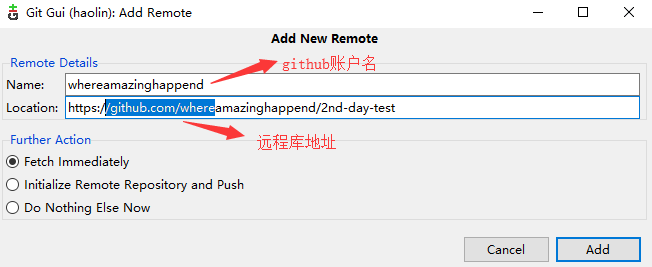 Git Gui (haolin): Add Remote
Add New Remote
Remote Details
Name: whereamazinghappend
github账户名
Location: https://github.com/whereamazinghappend/2nd-day-test
远程库地址
Further Action
Fetch Immediately
Initialize Remote Repository and Push
Do Nothing Else Now
Cancel Add